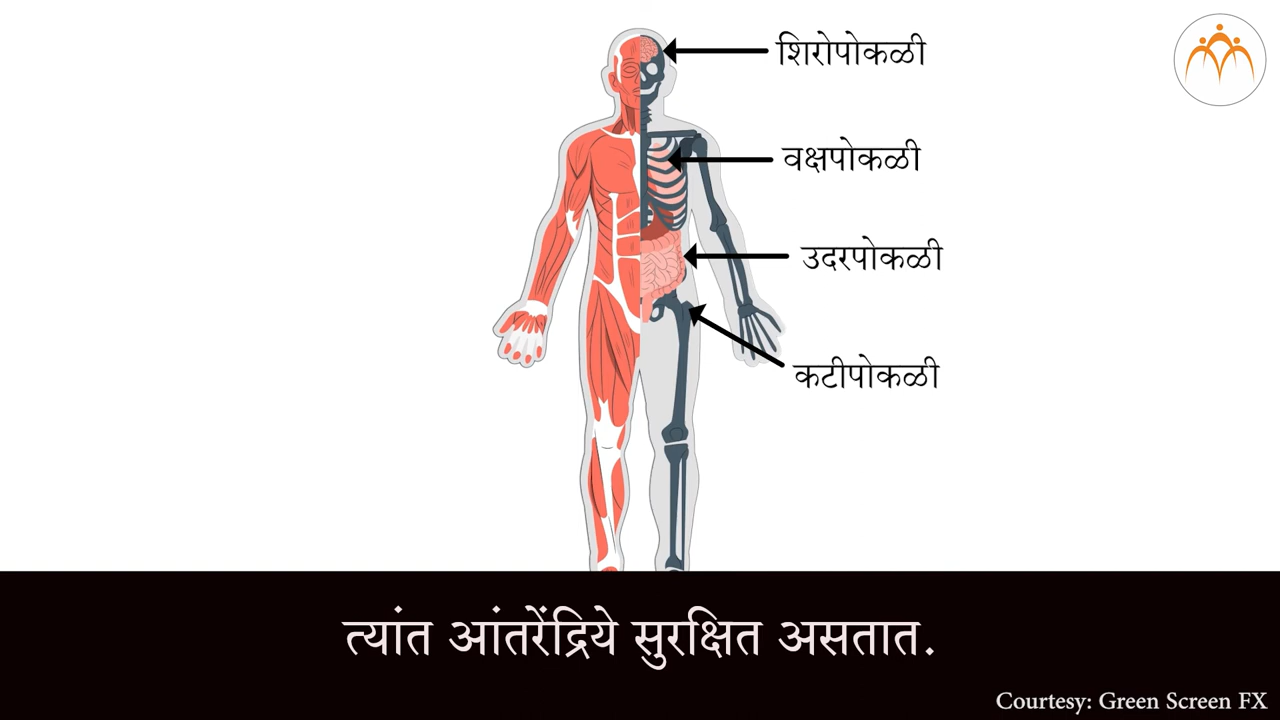 शिरोपोकळी
वक्षपोकळी
उदरपोकळी
कटीपोकळी
त्यांत आंतरेंद्रिये सुरक्षित असतात.
Courtesy: Green Screen FX